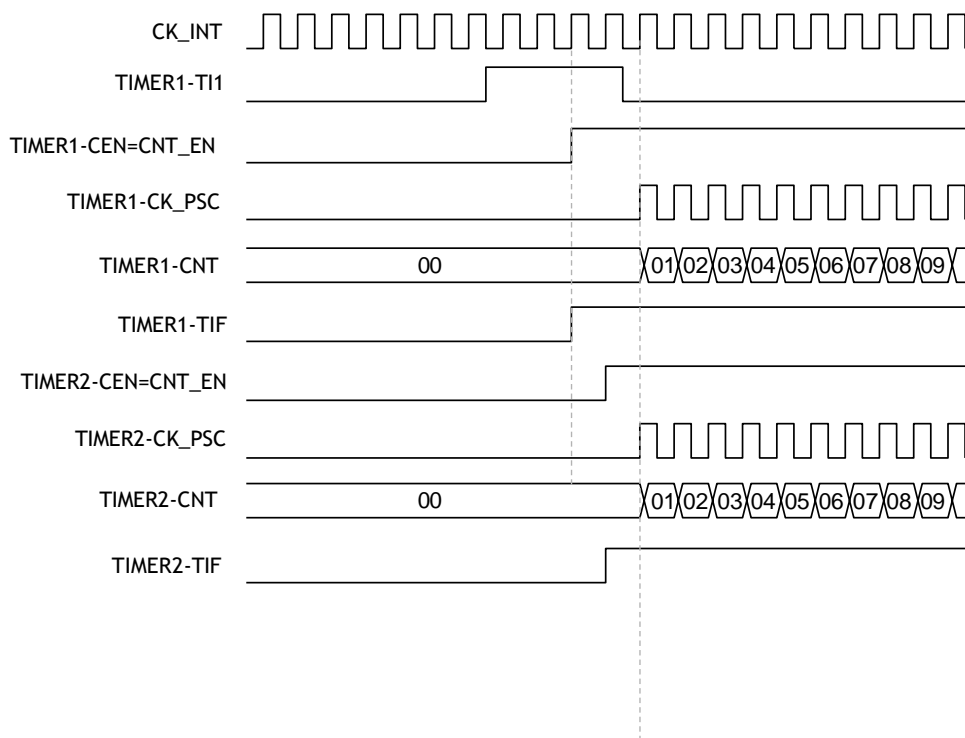 CK_INT
TIMER1-TI1
TIMER1-CEN=CNT_EN
TIMER1-CK_PSC
TIMER1-CNT 00 01 02 03 04 05 06 07 08 09
TIMER1-TIF
TIMER2-CEN=CNT_EN
TIMER2-CK_PSC
TIMER2-CNT 00 01 02 03 04 05 06 07 08 09
TIMER2-TIF